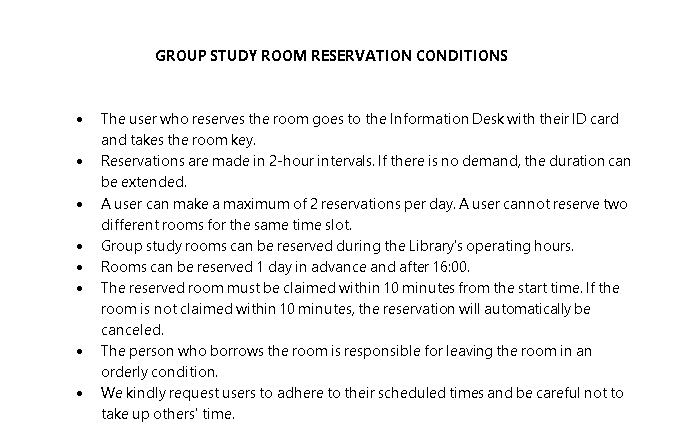 GROUP STUDY ROOM RESERVATION CONDITIONS
• The user who reserves the room goes to the Information Desk with their ID card
and takes the room key.
• Reservations are made in 2-hour intervals. If there is no demand, the duration can
be extended.
• A user can make a maximum of 2 reservations per day. A user cannot reserve two
different rooms for the same time slot.
• Group study rooms can be reserved during the Library's operating hours.
• Rooms can be reserved 1 day in advance and after 16:00.
• The reserved room must be claimed within 10 minutes from the start time. If the
room is not claimed within 10 minutes, the reservation will automatically be
canceled.
• The person who borrows the room is responsible for leaving the room in an
orderly condition.
• We kindly request users to adhere to their scheduled times and be careful not to
take up others' time.